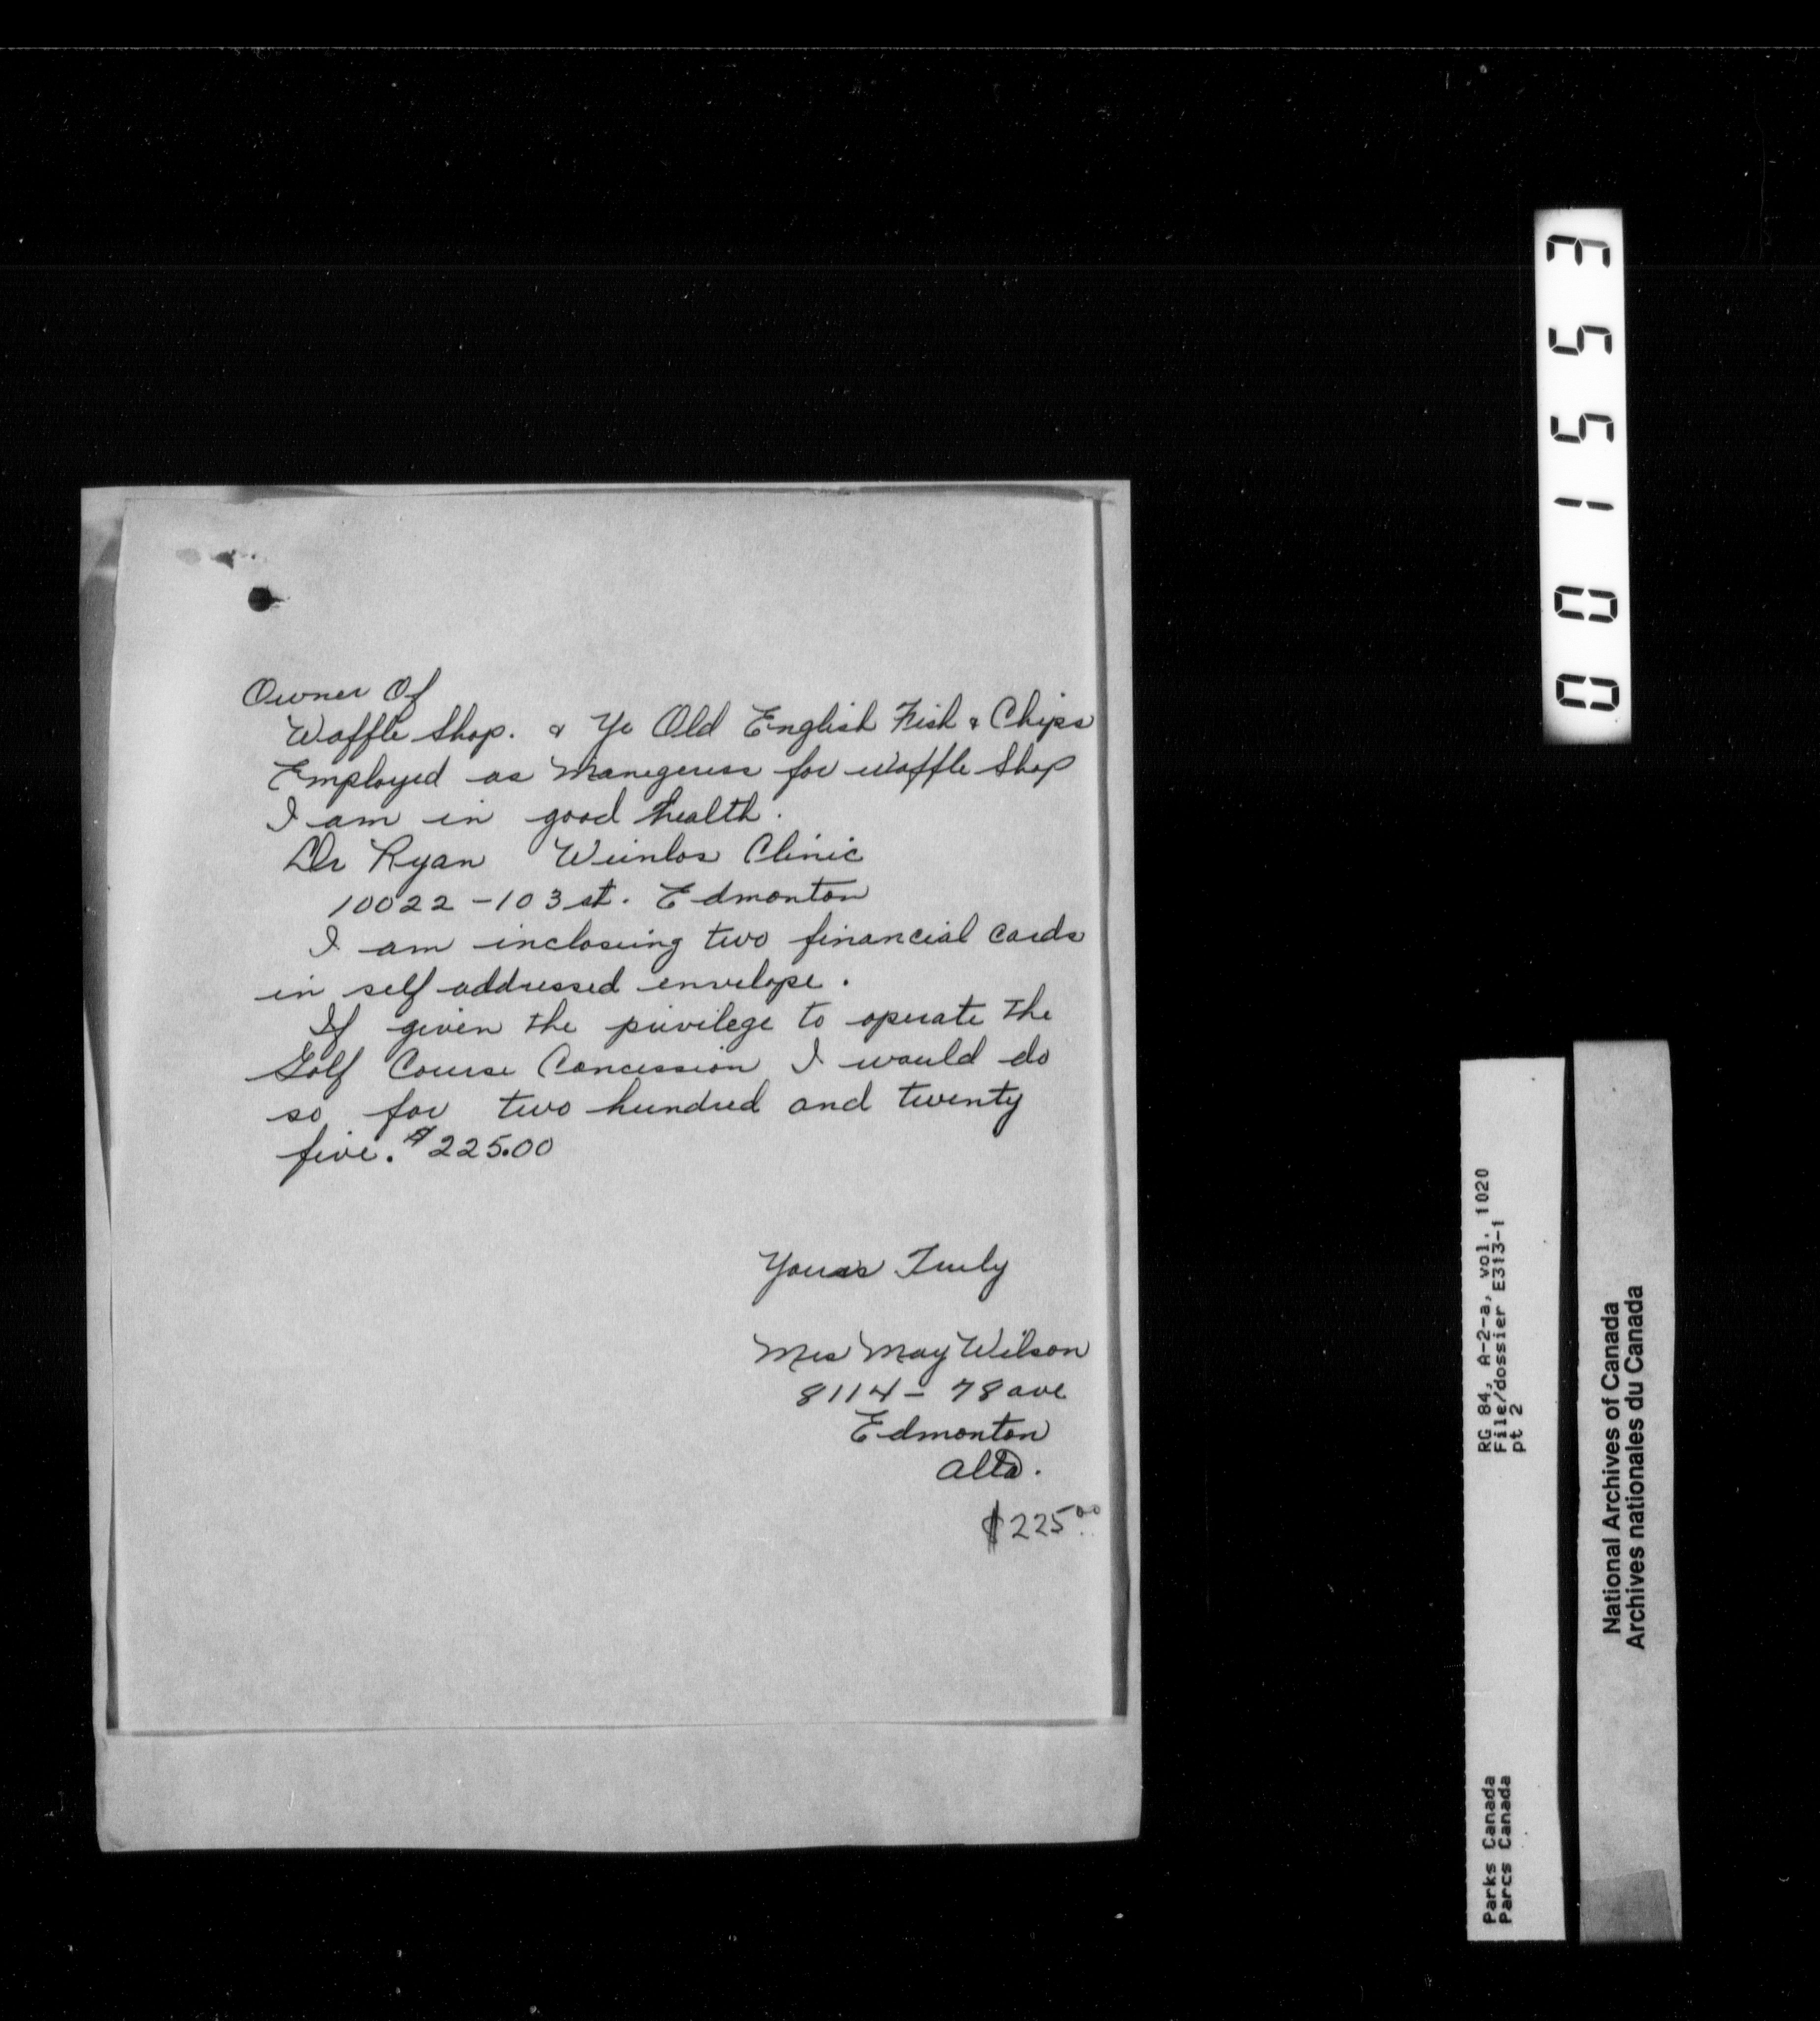 Owner Of
Waffle Shop. & Ye Old English Fish & Chips
Employed as Manegeress for waffle Shop
I am in good health.
Dr Ryan Weinlos Clinic
10022 - 103 st. Edmonton
I am inclosing two financial cards
in self addressed envelope.
If given the privilege to operate the
Golf Course Concession I would do
so for two hundred and twenty
five. $225.00
Yours Truly
Mrs May Wilson
8114 - 78 ave
Edmonton
Alta.
$225.00
001553
RG 84, A-2-a, vol. 1020
File/dossier E313-1
pt 2
Parks Canada
Parcs Canada
National Archives of Canada
Archives nationales du Canada